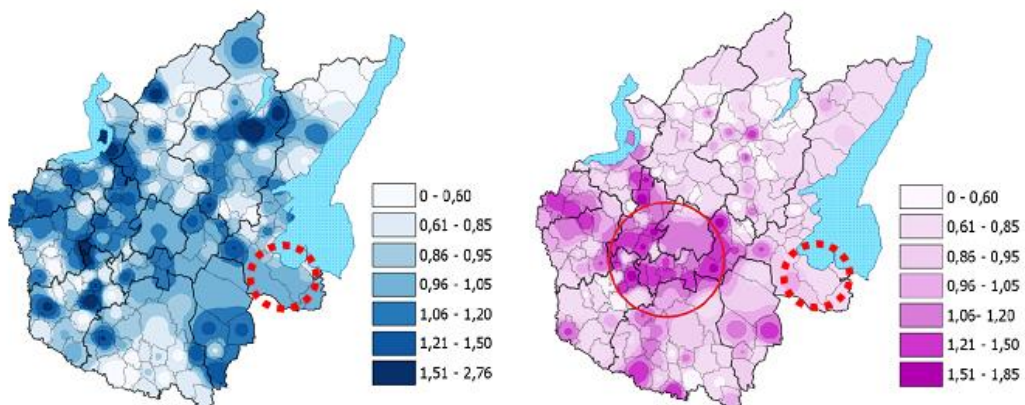 0 - 0,60
0,61 - 0,85
0,86 - 0,95
0,96 - 1,05
1,06 - 1,20
1,21 - 1,50
1,51 - 2,76
0 - 0,60
0,61 - 0,85
0,86 - 0,95
0,96 - 1,05
1,06- 1,20
1,21 - 1,50
1,51 - 1,85